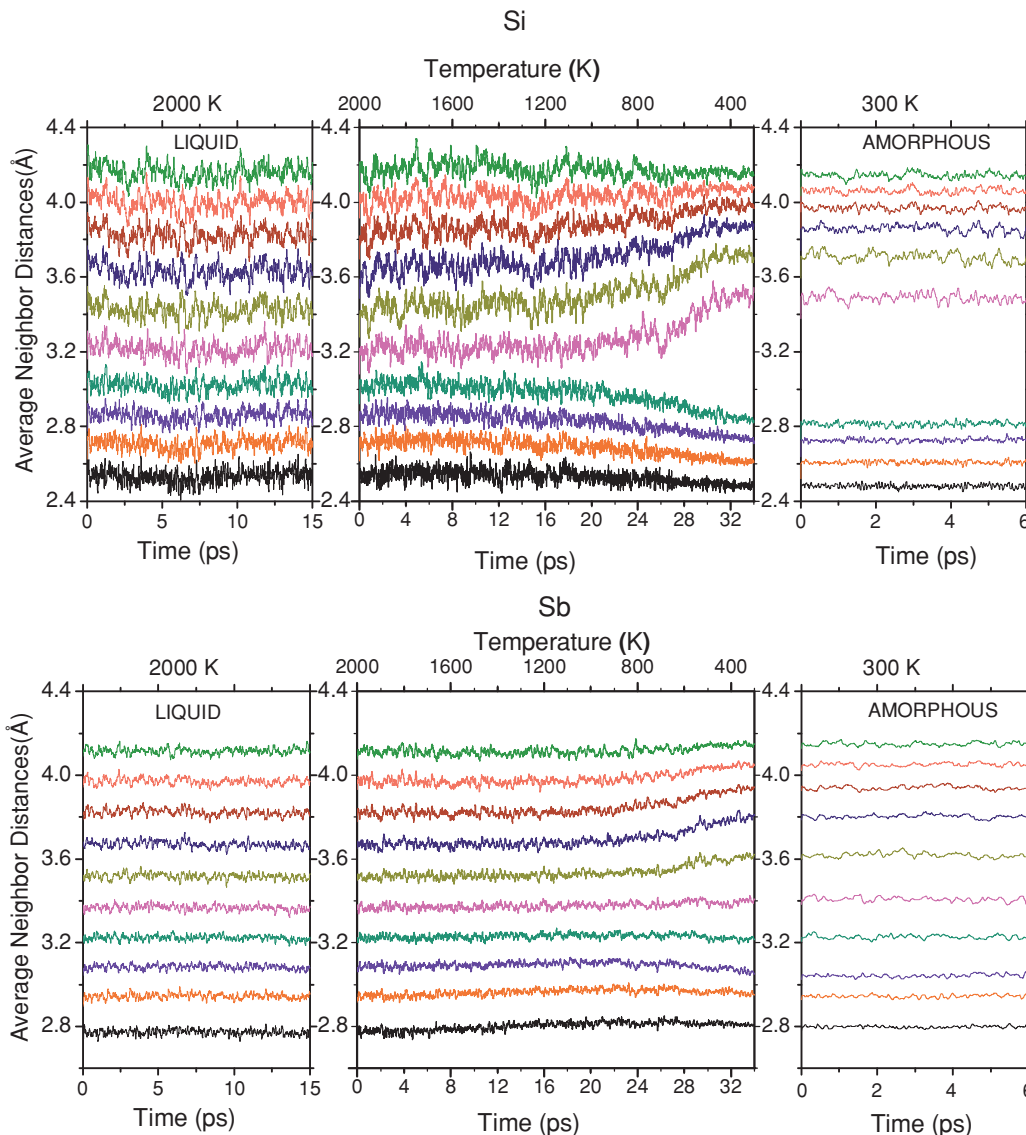 Si
Temperature (K)
2000 K 2000 1600 1200 800 400 300 K
4.4 4.4 4.4
LIQUID AMORPHOUS
4.0 4.0 4.0
3.6 3.6 3.6
3.2 3.2 3.2
2.8 2.8 2.8
2.4 2.4 2.4
Average Neighbor Distances(Å)
0 5 10 15 0 4 8 12 16 20 24 28 32 0 2 4 6
Time (ps) Time (ps) Time (ps)
Sb
Temperature (K)
2000 K 2000 1600 1200 800 400 300 K
4.4 4.4 4.4
LIQUID AMORPHOUS
4.0 4.0 4.0
3.6 3.6 3.6
3.2 3.2 3.2
2.8 2.8 2.8
Average Neighbor Distances(Å)
0 5 10 15 0 4 8 12 16 20 24 28 32 0 2 4 6
Time (ps) Time (ps) Time (ps)